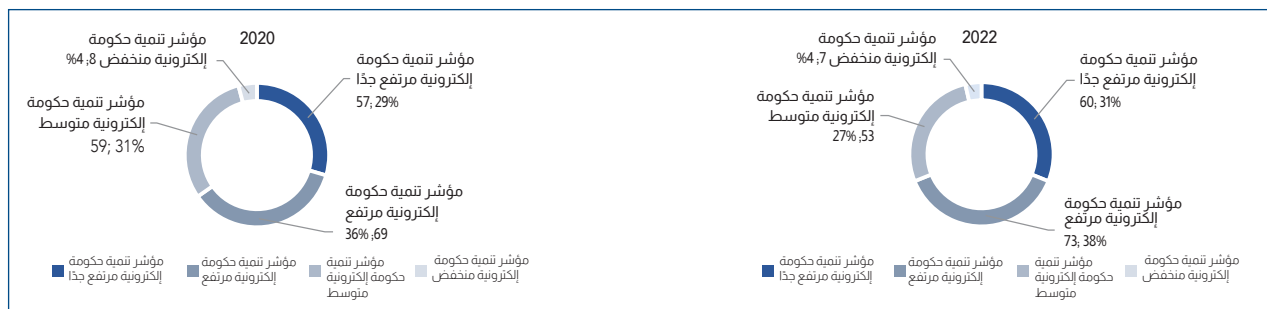 2020
مؤشر تنمية حكومة
إلكترونية منخفض 8; 4%
مؤشر تنمية حكومة
إلكترونية مرتفع جدًا
57; 29%
مؤشر تنمية حكومة
إلكترونية متوسط
59; 31%
مؤشر تنمية حكومة
إلكترونية مرتفع
36% ;69
مؤشر تنمية حكومة
إلكترونية مرتفع جدًا
مؤشر تنمية حكومة
إلكترونية مرتفع
مؤشر تنمية
حكومة إلكترونية
متوسط
مؤشر تنمية حكومة
إلكترونية منخفض
2022
مؤشر تنمية حكومة
إلكترونية منخفض 7; 4%
مؤشر تنمية حكومة
إلكترونية مرتفع جدًا
60; 31%
مؤشر تنمية حكومة
إلكترونية متوسط
27% ;53
مؤشر تنمية حكومة
إلكترونية مرتفع
73; 38%
مؤشر تنمية حكومة
إلكترونية مرتفع جدًا
مؤشر تنمية حكومة
إلكترونية مرتفع
مؤشر تنمية
حكومة إلكترونية
متوسط
مؤشر تنمية حكومة
إلكترونية منخفض